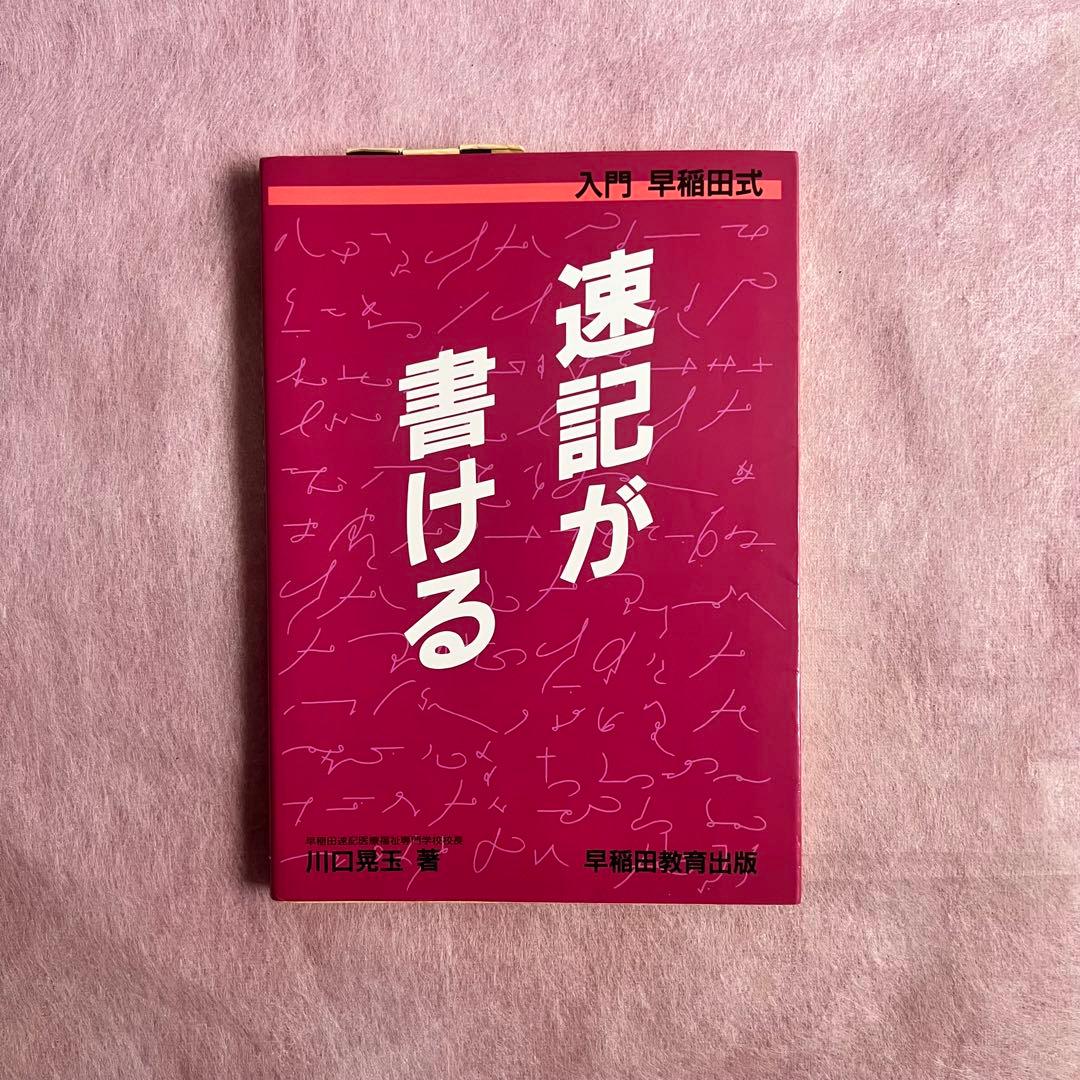 入門 早稲田式
速記が
書ける
早稲田速記医療福祉専門学校校長
川口晃玉 著
早稲田教育出版